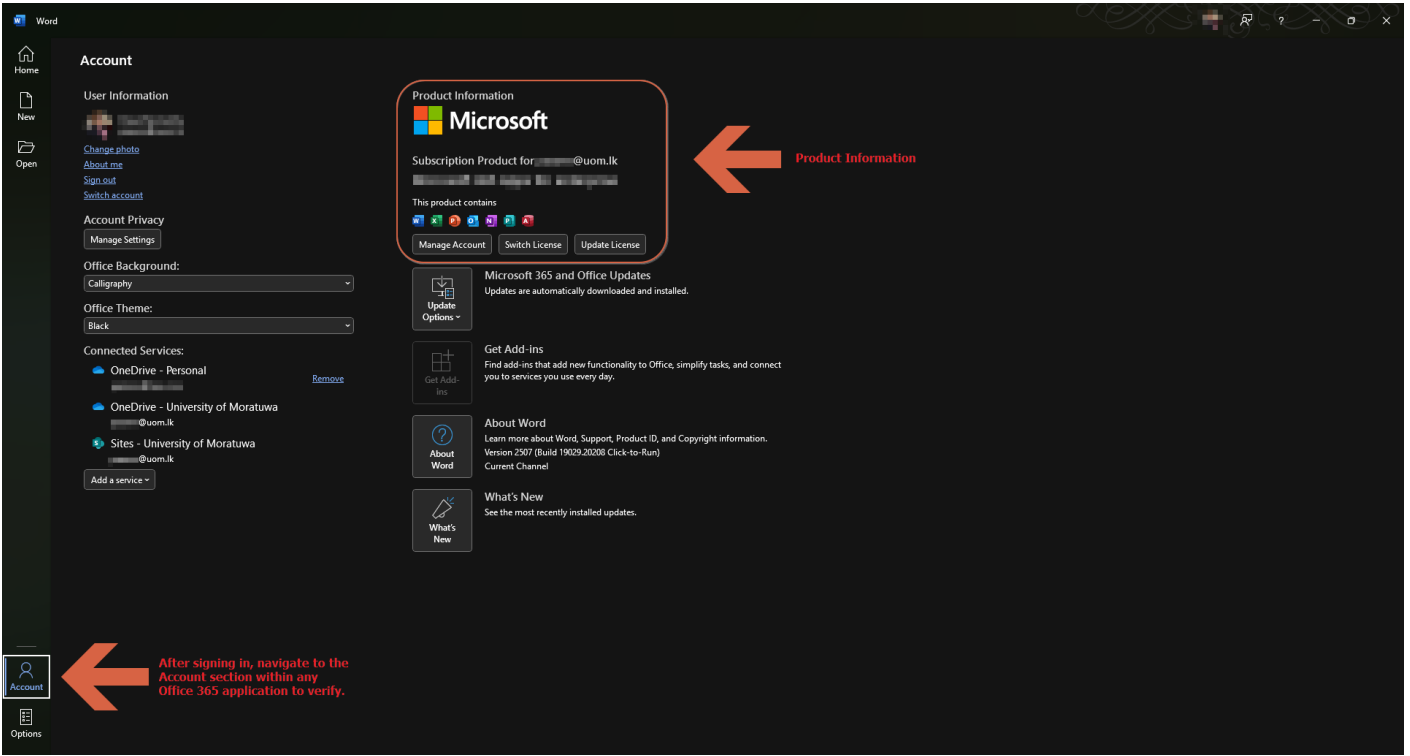 Word
?
Home
New
Open
Account
User Information
Change photo
About me
Sign out
Switch account
Account Privacy
Manage Settings
Office Background:
Calligraphy
Office Theme:
Black
Connected Services:
OneDrive - Personal
Remove
OneDrive - University of Moratuwa
@uom.lk
Sites - University of Moratuwa
@uom.lk
Add a service
Product Information
Microsoft
Subscription Product for @uom.lk
This product contains
Manage Account Switch License Update License
Update Options
Microsoft 365 and Office Updates
Updates are automatically downloaded and installed.
Get Add-
ins
Get Add-ins
Find add-ins that add new functionality to Office, simplify tasks, and connect
you to services you use every day.
About
Word
About Word
Learn more about Word, Support, Product ID, and Copyright information.
Version 2507 (Build 19029.20208 Click-to-Run)
Current Channel
What's
New
What's New
See the most recently installed updates.
Product Information
Account
After signing in, navigate to the
Account section within any
Office 365 application to verify.
Options